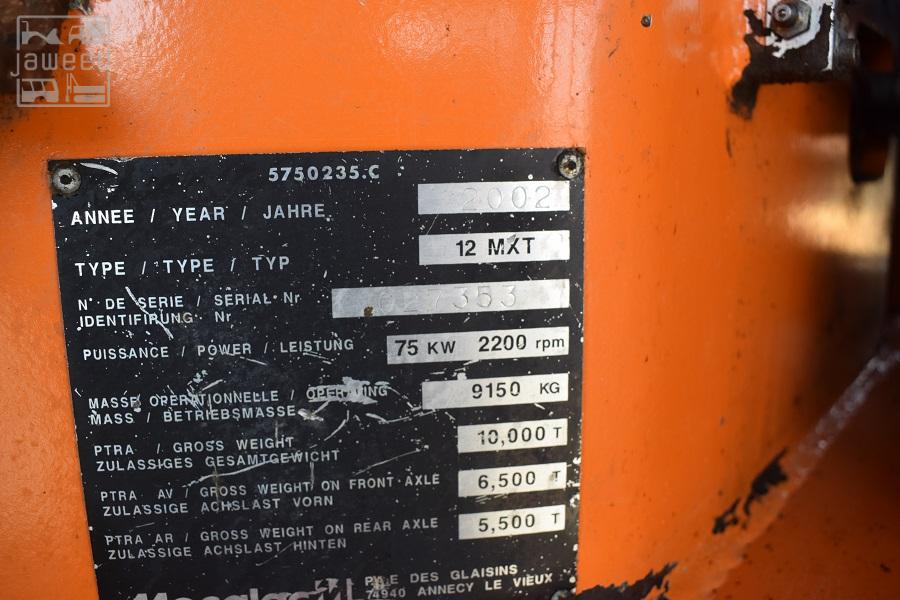 jaweed
5750235.C
ANNEE / YEAR / JAHRE 2002
TYPE / TYPE / TYP 12 MXT
N° DE SERIE / SERIAL Nr
IDENTIFIRUNG Nr 627353
PUISSANCE / POWER / LEISTUNG 75 KW 2200 rpm
MASSE OPERATIONNELLE / OPERATING 9150 KG
MASS / BETRIEBSMASSE
PTRA / GROSS WEIGHT 10,000 T
ZULASSIGES GESAMTGEWICHT
PTRA AV / GROSS WEIGHT ON FRONT AXLE 6,500 T
ZULASSIGE ACHSLAST VORN
PTRA AR / GROSS WEIGHT ON REAR AXLE 5,500 T
ZULASSIGE ACHSLAST HINTEN
DES GLAISINS
74940 ANNECY LE VIEUX